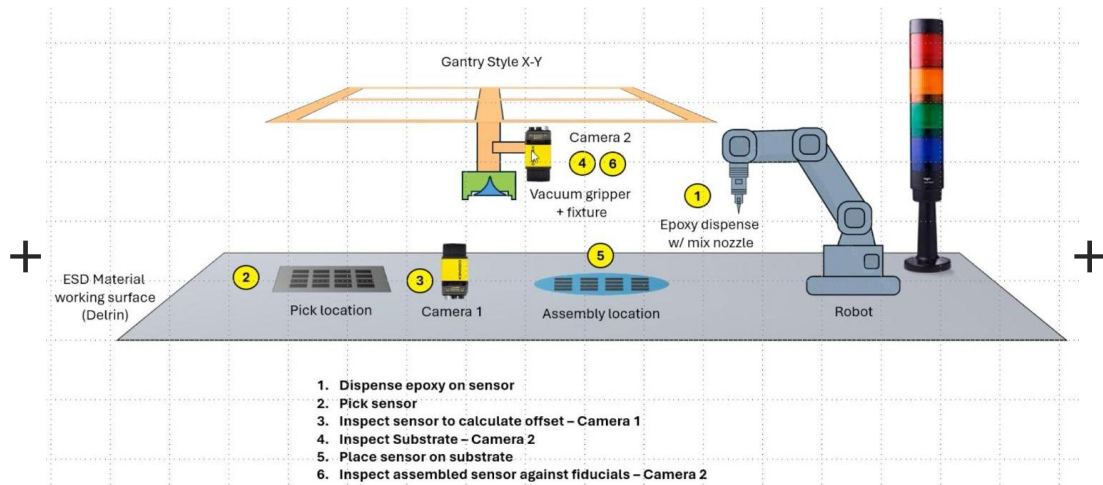 Gantry Style X-Y
Camera 2
4 6
Vacuum gripper
+ fixture
1
Epoxy dispense
w/ mix nozzle
ESD Material
working surface
(Delrin)
2
Pick location
3
Camera 1
5
Assembly location
Robot
1. Dispense epoxy on sensor
2. Pick sensor
3. Inspect sensor to calculate offset – Camera 1
4. Inspect Substrate – Camera 2
5. Place sensor on substrate
6. Inspect assembled sensor against fiducials – Camera 2